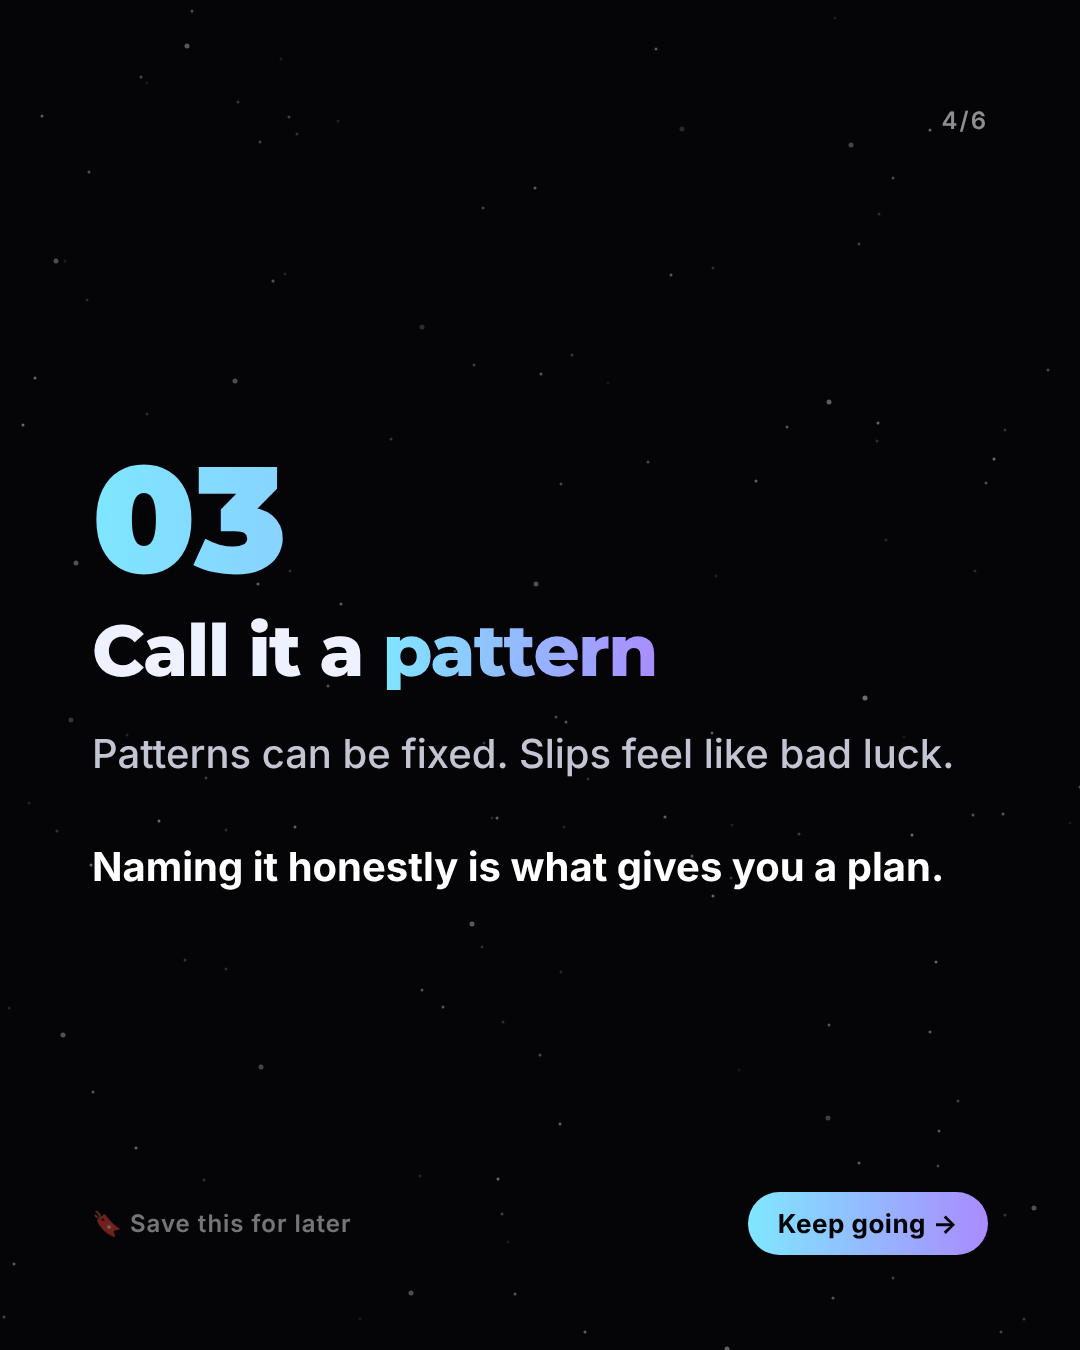 4/6
03
Call it a pattern
Patterns can be fixed. Slips feel like bad luck.
Naming it honestly is what gives you a plan.
🔖 Save this for later
Keep going →